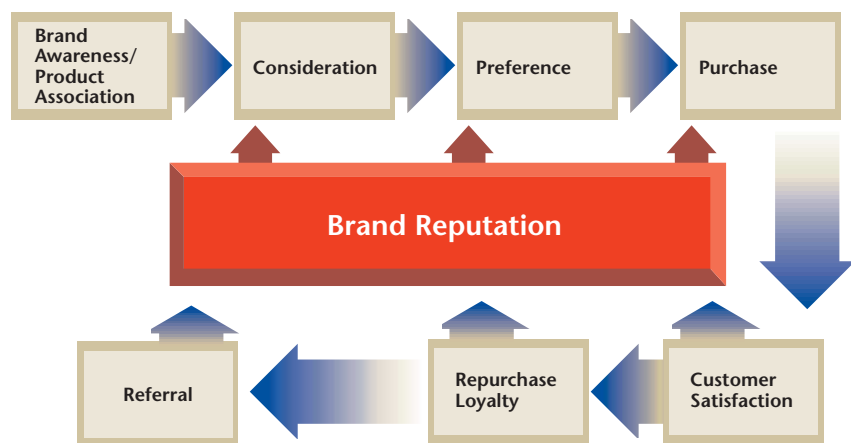 Brand
Awareness/
Product
Association
Consideration
Preference
Purchase
Brand Reputation
Referral
Repurchase
Loyalty
Customer
Satisfaction